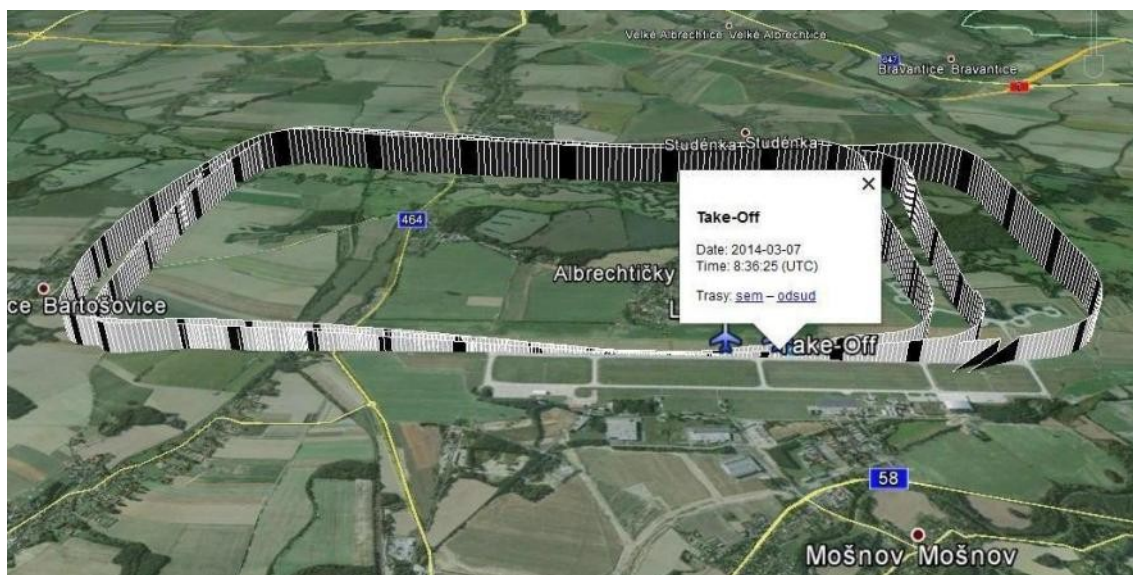 Velké Albrechtice Velké Albrechtice
647
Bravantice Bravantice
Studénka Studénka
Take-Off
Date: 2014-03-07
Time: 8:36:25 (UTC)
Trasy: sem – odsud
464
Albrechtičky
ce Bartošovice
L
Take-Off
58
Mošnov Mošnov